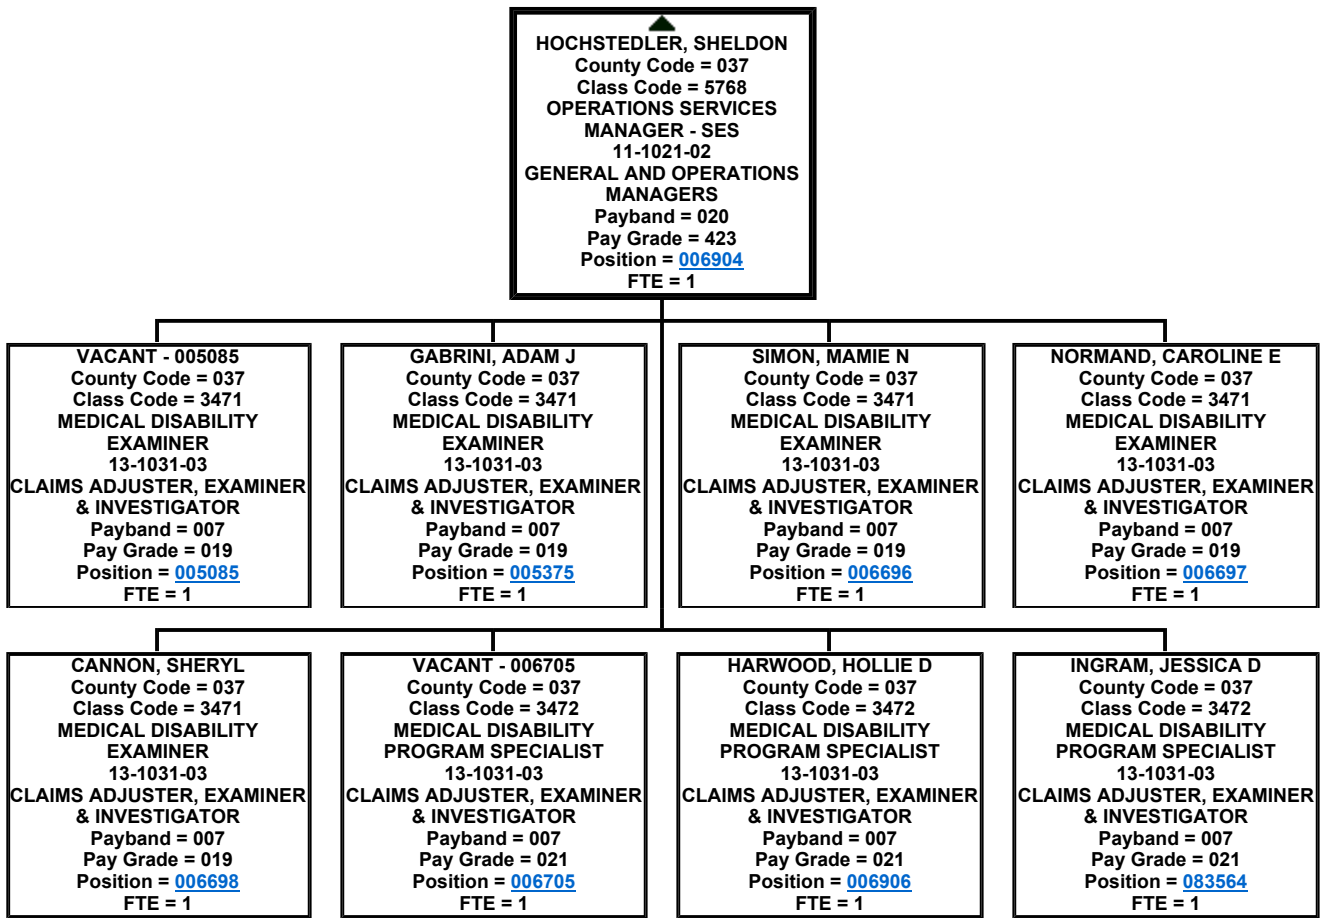 HOCHSTEDLER, SHELDON
County Code = 037
Class Code = 5768
OPERATIONS SERVICES
MANAGER - SES
11-1021-02
GENERAL AND OPERATIONS
MANAGERS
Payband = 020
Pay Grade = 423
Position = 006904
FTE = 1
VACANT - 005085
County Code = 037
Class Code = 3471
MEDICAL DISABILITY
EXAMINER
13-1031-03
CLAIMS ADJUSTER, EXAMINER
& INVESTIGATOR
Payband = 007
Pay Grade = 019
Position = 005085
FTE = 1
GABRINI, ADAM J
County Code = 037
Class Code = 3471
MEDICAL DISABILITY
EXAMINER
13-1031-03
CLAIMS ADJUSTER, EXAMINER
& INVESTIGATOR
Payband = 007
Pay Grade = 019
Position = 005375
FTE = 1
SIMON, MAMIE N
County Code = 037
Class Code = 3471
MEDICAL DISABILITY
EXAMINER
13-1031-03
CLAIMS ADJUSTER, EXAMINER
& INVESTIGATOR
Payband = 007
Pay Grade = 019
Position = 006696
FTE = 1
NORMAND, CAROLINE E
County Code = 037
Class Code = 3471
MEDICAL DISABILITY
EXAMINER
13-1031-03
CLAIMS ADJUSTER, EXAMINER
& INVESTIGATOR
Payband = 007
Pay Grade = 019
Position = 006697
FTE = 1
CANNON, SHERYL
County Code = 037
Class Code = 3471
MEDICAL DISABILITY
EXAMINER
13-1031-03
CLAIMS ADJUSTER, EXAMINER
& INVESTIGATOR
Payband = 007
Pay Grade = 019
Position = 006698
FTE = 1
VACANT - 006705
County Code = 037
Class Code = 3472
MEDICAL DISABILITY
PROGRAM SPECIALIST
13-1031-03
CLAIMS ADJUSTER, EXAMINER
& INVESTIGATOR
Payband = 007
Pay Grade = 021
Position = 006705
FTE = 1
HARWOOD, HOLLIE D
County Code = 037
Class Code = 3472
MEDICAL DISABILITY
PROGRAM SPECIALIST
13-1031-03
CLAIMS ADJUSTER, EXAMINER
& INVESTIGATOR
Payband = 007
Pay Grade = 021
Position = 006906
FTE = 1
INGRAM, JESSICA D
County Code = 037
Class Code = 3472
MEDICAL DISABILITY
PROGRAM SPECIALIST
13-1031-03
CLAIMS ADJUSTER, EXAMINER
& INVESTIGATOR
Payband = 007
Pay Grade = 021
Position = 083564
FTE = 1